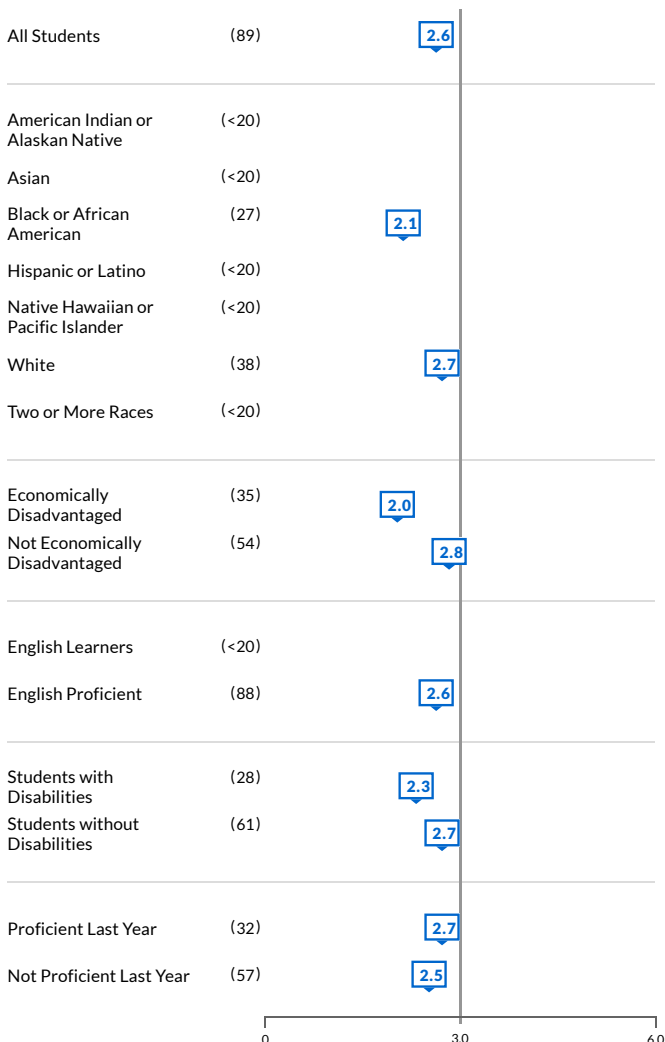 All Students (89) 2.6
American Indian or (<20)
Alaskan Native
Asian (<20)
Black or African (27) 2.1
American
Hispanic or Latino (<20)
Native Hawaiian or (<20)
Pacific Islander
White (38) 2.7
Two or More Races (<20)
Economically (35) 2.0
Disadvantaged
Not Economically (54) 2.8
Disadvantaged
English Learners (<20)
English Proficient (88) 2.6
Students with (28) 2.3
Disabilities
Students without (61) 2.7
Disabilities
Proficient Last Year (32) 2.7
Not Proficient Last Year (57) 2.5
0 3.0 6.0